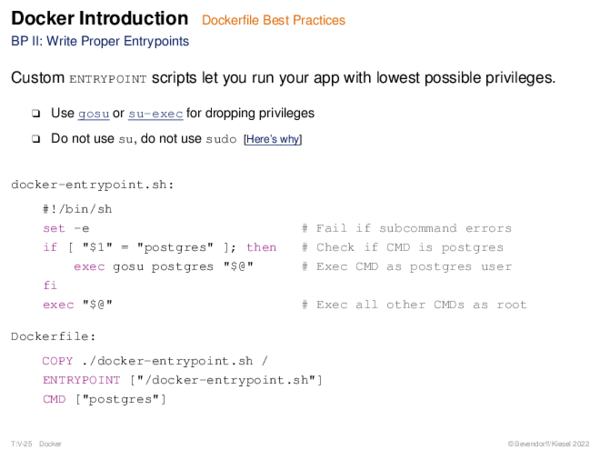 Docker Introduction Dockerfile Best Practices
BP II: Write Proper Entrypoints
Custom ENTRYPOINT scripts let you run your app with lowest possible privileges.
❑ Use gosu or su-exec for dropping privileges
❑ Do not use su, do not use sudo [Here's why]
docker-entrypoint.sh:
#!/bin/sh
set -e # Fail if subcommand errors
if [ "$1" = "postgres" ]; then # Check if CMD is postgres
exec gosu postgres "$@" # Exec CMD as postgres user
fi
exec "$@" # Exec all other CMDs as root
Dockerfile:
COPY ./docker-entrypoint.sh /
ENTRYPOINT ["/docker-entrypoint.sh"]
CMD ["postgres"]
T:V-25 Docker © Bevendorff/Kiesel 2022